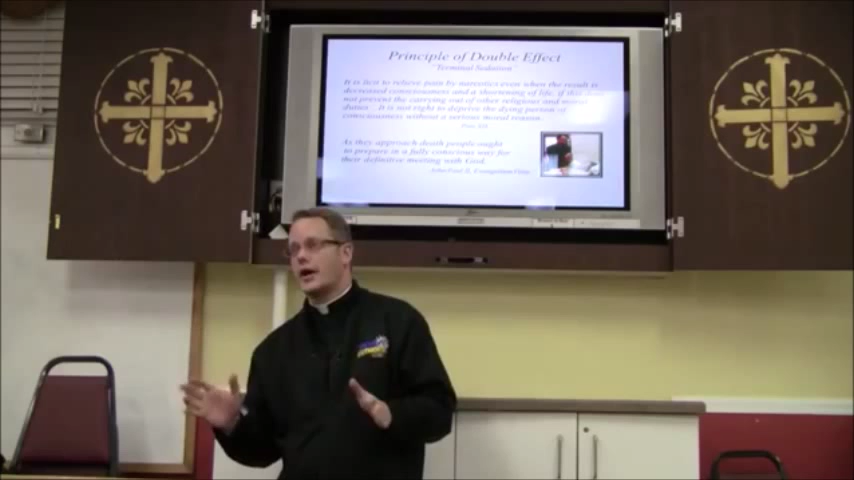 Principle of Double Effect
"Terminal Sedation"
It is licit to relieve pain by narcotics even when the result is
decreased consciousness and a shortening of life, if this does
not prevent the carrying out of other religious and moral
duties. It is not right to deprive the dying person of
consciousness without a serious moral reason.
As they approach death people ought
to prepare in a fully conscious way for
their definitive meeting with God.
John Paul II, Evangelium Vitae